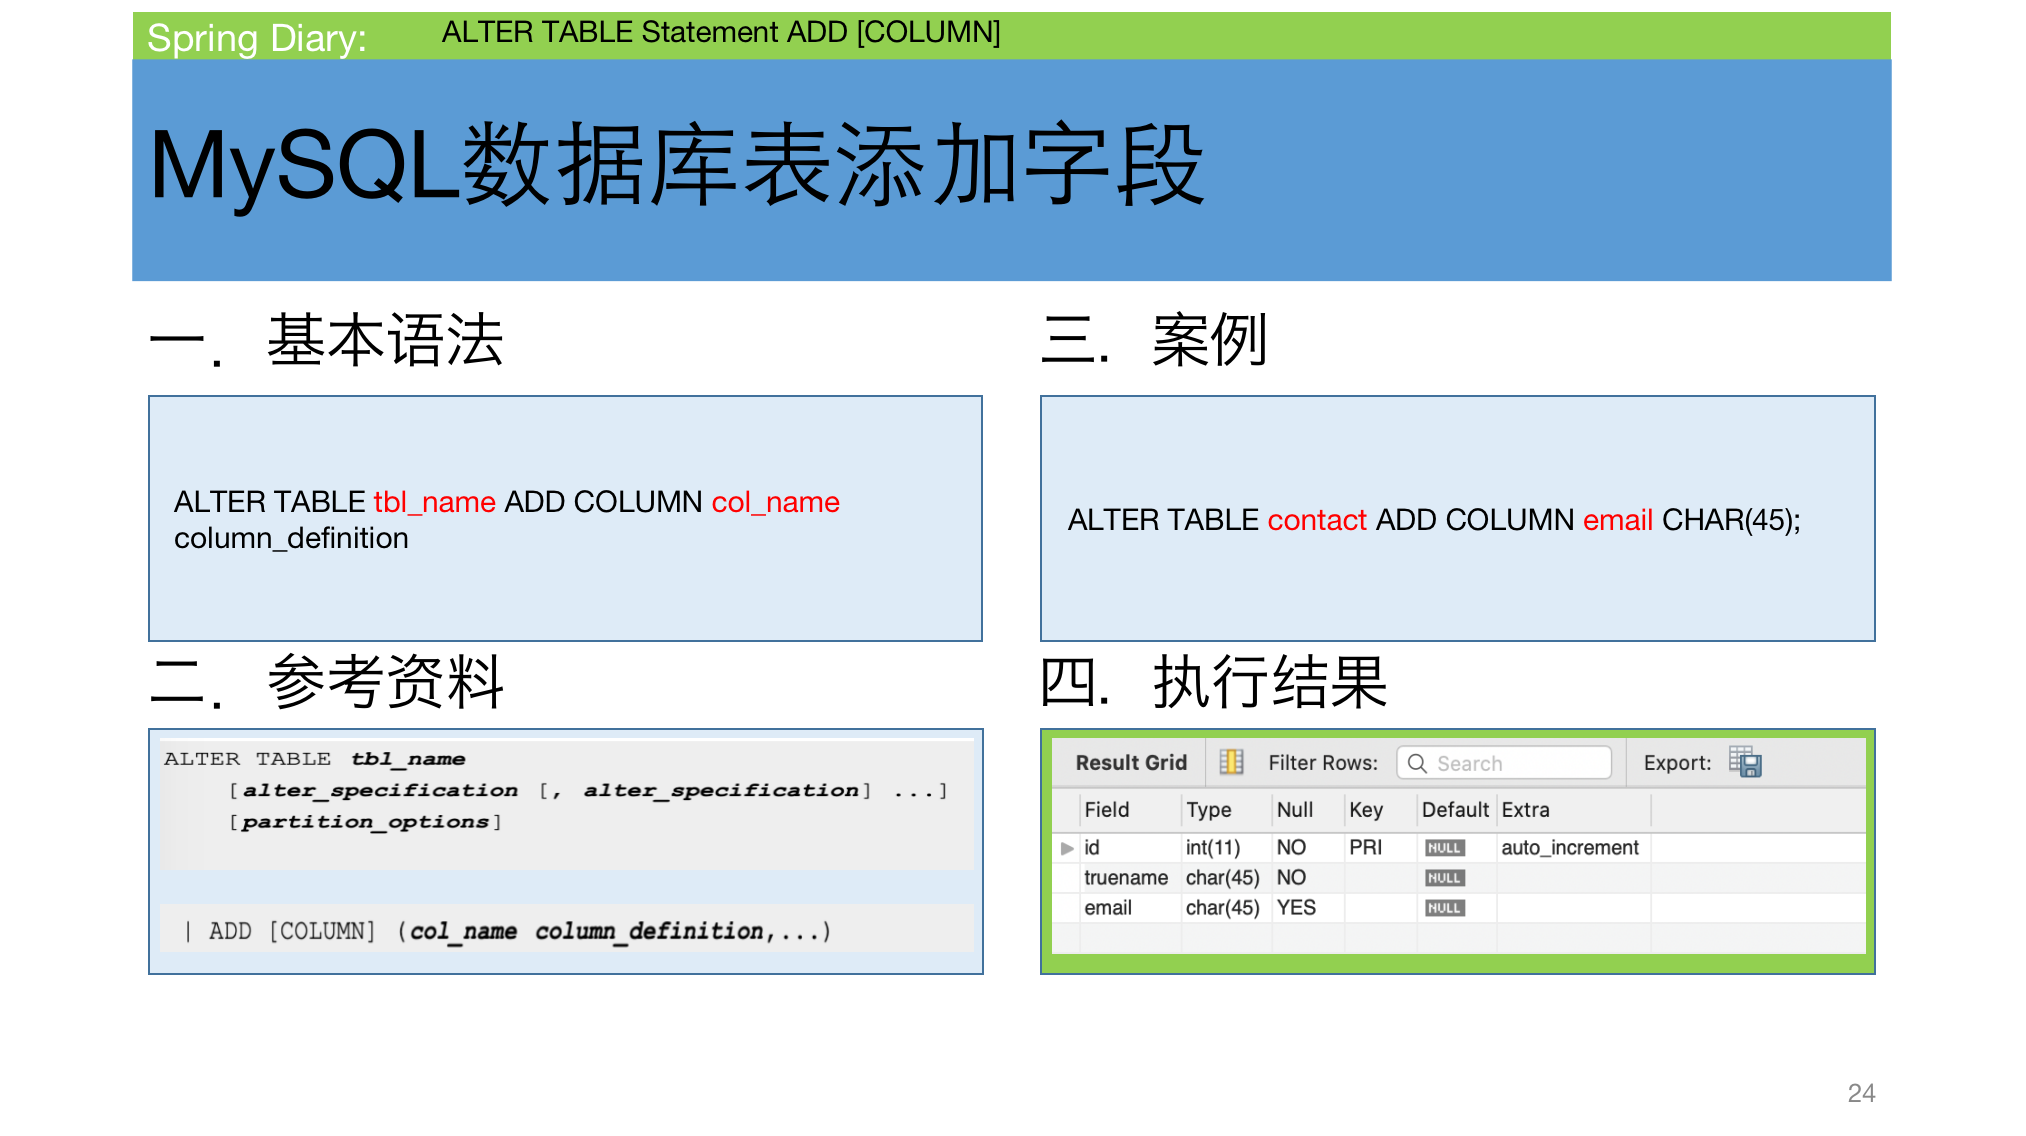 Spring Diary: ALTER TABLE Statement ADD [COLUMN]
MySQL数据库表添加字段
一. 基本语法
ALTER TABLE tbl_name ADD COLUMN col_name
column_definition
二. 参考资料
ALTER TABLE tbl_name
[alter_specification [, alter_specification] ...]
[partition_options]
| ADD [COLUMN] (col_name column_definition,...)
三. 案例
ALTER TABLE contact ADD COLUMN email CHAR(45);
四. 执行结果
Result Grid Filter Rows: Search Export:
Field Type Null Key Default Extra
id int(11) NO PRI NULL auto_increment
truename char(45) NO NULL
email char(45) YES NULL
24